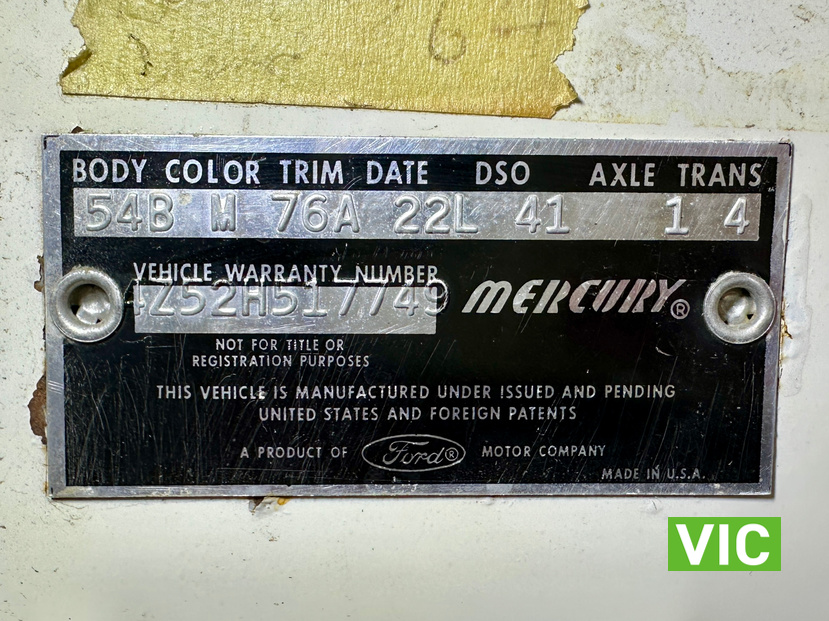 6
BODY COLOR TRIM DATE DSO AXLE TRANS
54B M 76A 22L 41 1 4
VEHICLE WARRANTY NUMBER
4Z52H517749
MERCURY®
NOT FOR TITLE OR
REGISTRATION PURPOSES
THIS VEHICLE IS MANUFACTURED UNDER ISSUED AND PENDING
UNITED STATES AND FOREIGN PATENTS
A PRODUCT OF Ford® MOTOR COMPANY
MADE IN U.S.A.
VIC